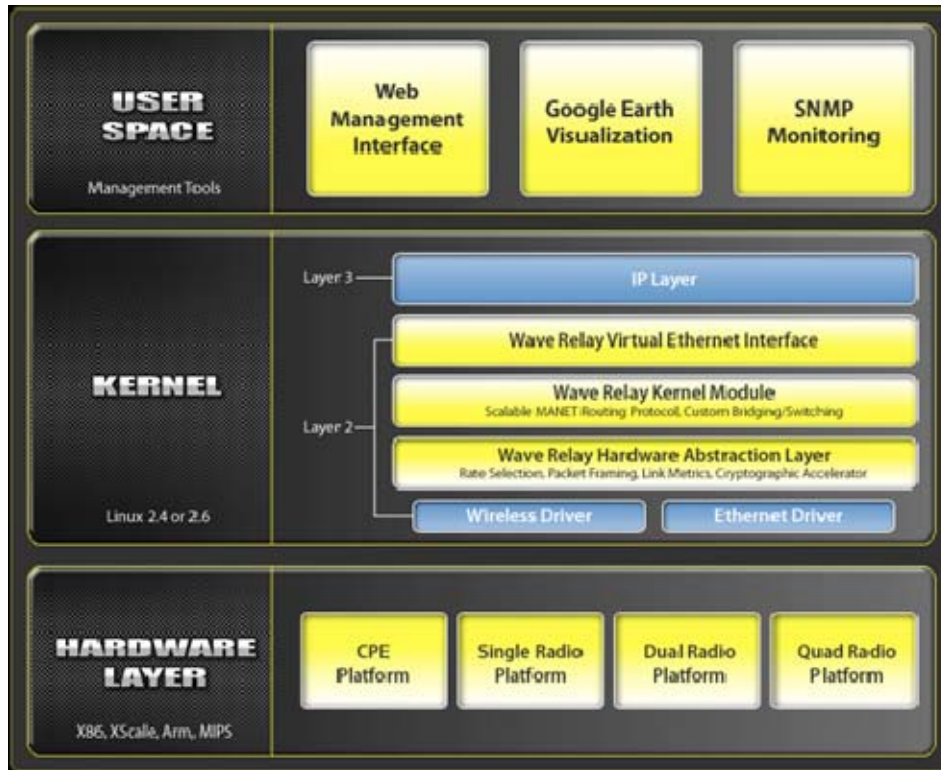 USER
SPACE
Management Tools
Web
Management
Interface
Google Earth
Visualization
SNMP
Monitoring
KERNEL
Linux 2.4 or 2.6
Layer 3
IP Layer
Layer 2
Wave Relay Virtual Ethernet Interface
Wave Relay Kernel Module
Scalable MANET Routing Protocol, Custom Bridging/Switching
Wave Relay Hardware Abstraction Layer
Rate Selection, Packet Framing, Link Metrics, Cryptographic Accelerator
Wireless Driver
Ethernet Driver
HARDWARE
LAYER
X86, XScale, Arm, MIPS
CPE
Platform
Single Radio
Platform
Dual Radio
Platform
Quad Radio
Platform